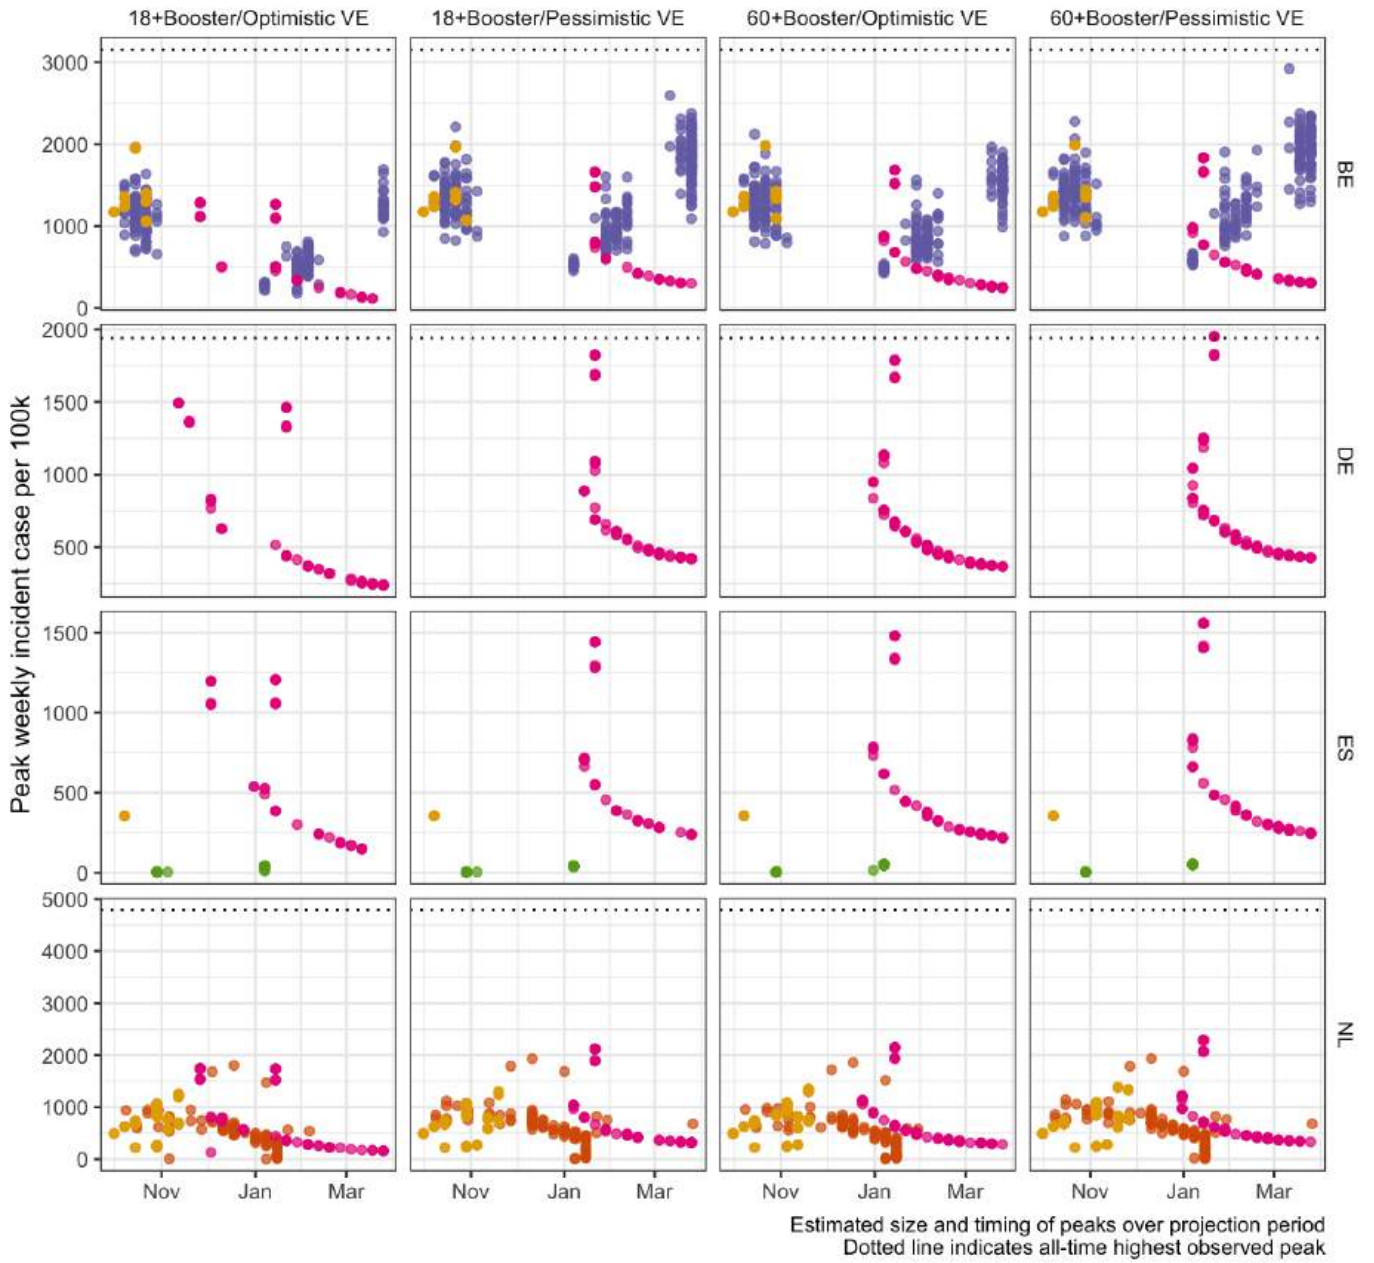 18+Booster/Optimistic VE 18+Booster/Pessimistic VE 60+Booster/Optimistic VE 60+Booster/Pessimistic VE
Peak weekly incident case per 100k
3000
2000
1000
0
BE
2000
1500
1000
500
DE
1500
1000
500
0
ES
5000
4000
3000
2000
1000
0
NL
Nov Jan Mar Nov Jan Mar Nov Jan Mar Nov Jan Mar
Estimated size and timing of peaks over projection period
Dotted line indicates all-time highest observed peak